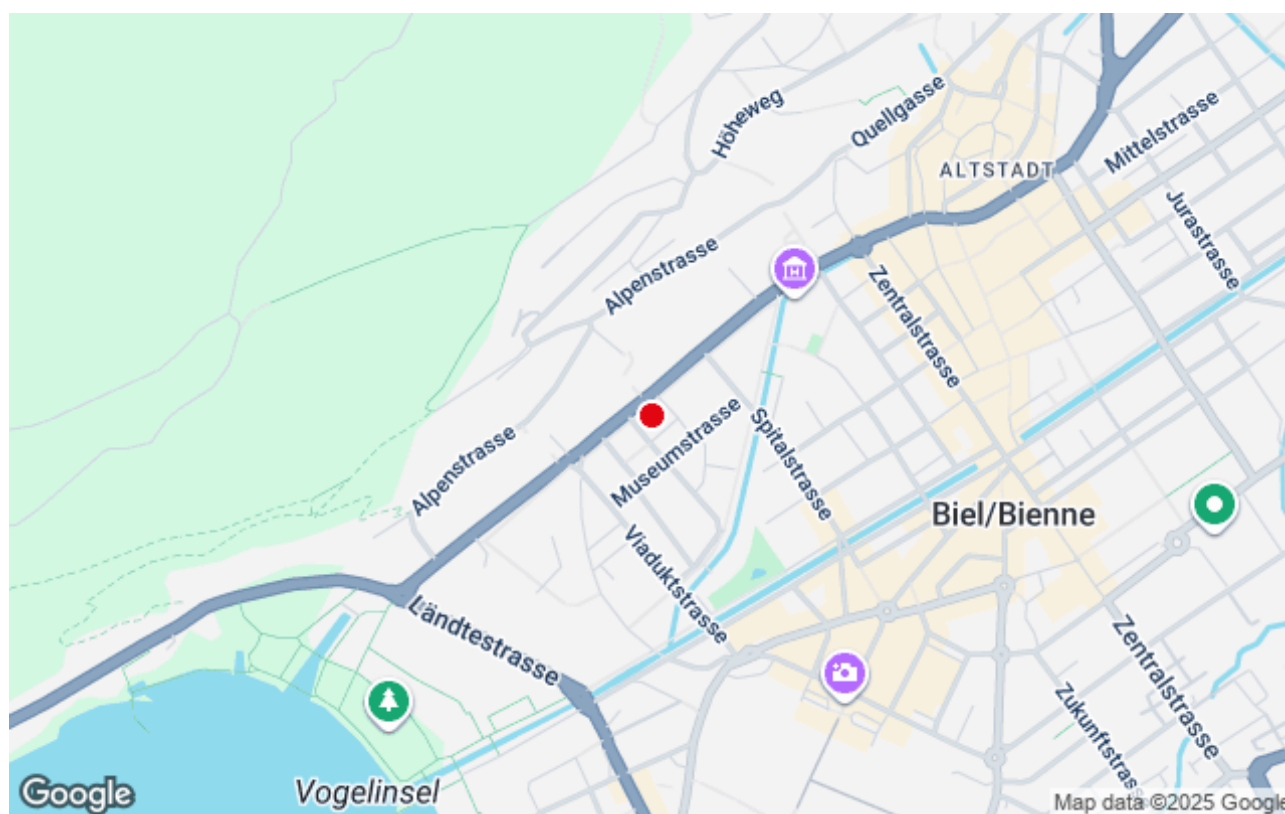 Höheweg
Quellgasse
Mittelstrasse
ALTSTADT
Jurastrasse
Alpenstrasse
Zentralstrasse
Museumstrasse
Spitalstrasse
Alpenstrasse
Biel/Bienne
Viaduktstrasse
Ländtestrasse
Zentralstrasse
Zukunftstrasse
Vogelinsel
Google
Map data ©2025 Google